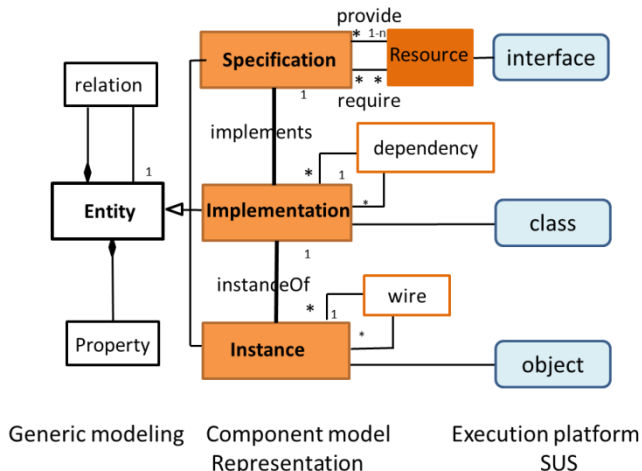 provide
* 1-n
Specification
Resource
interface
relation
* *
1
require
implements
dependency
1
* 1
Entity
Implementation
*
class
1
instanceOf
wire
* 1
*
Property
Instance
object
Generic modeling
Component model
Representation
Execution platform
SUS